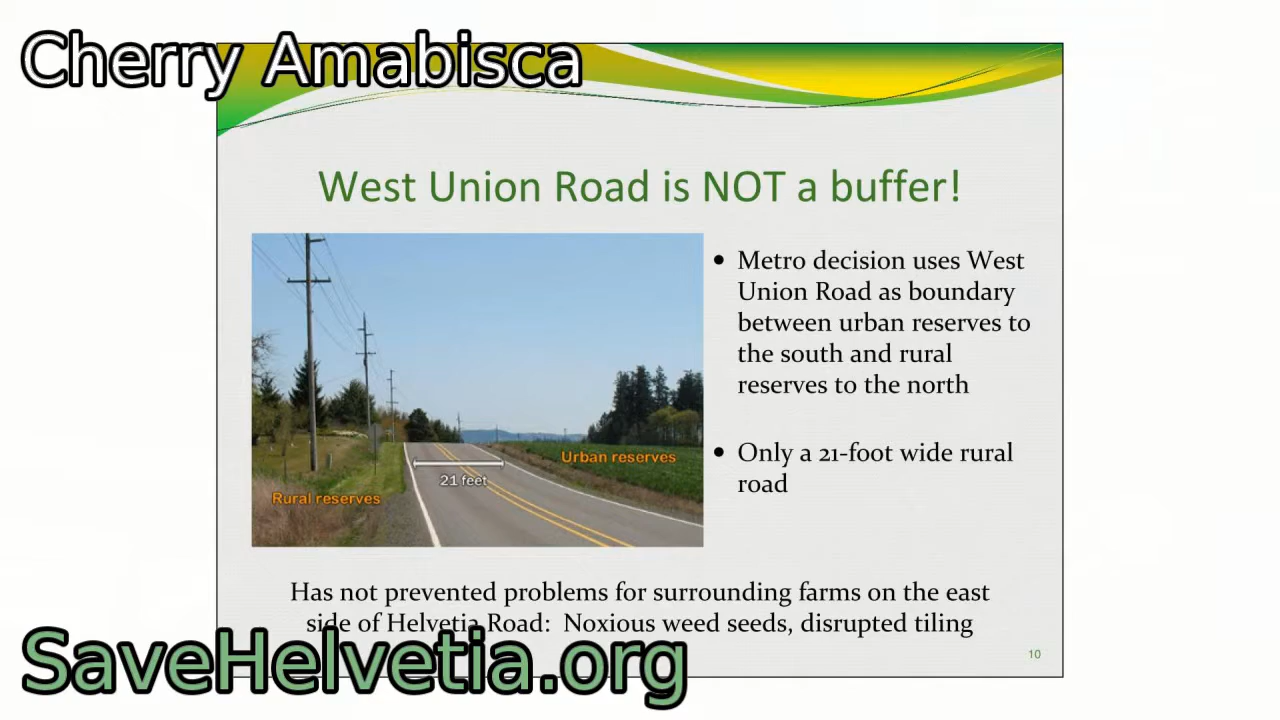 Cherry Amabisca
West Union Road is NOT a buffer!
• Metro decision uses West
Union Road as boundary
between urban reserves to
the south and rural
reserves to the north
• Only a 21-foot wide rural
road
Urban reserves
21 feet
Rural reserves
Has not prevented problems for surrounding farms on the east
side of Helvetia Road: Noxious weed seeds, disrupted tiling
10
SaveHelvetia.org